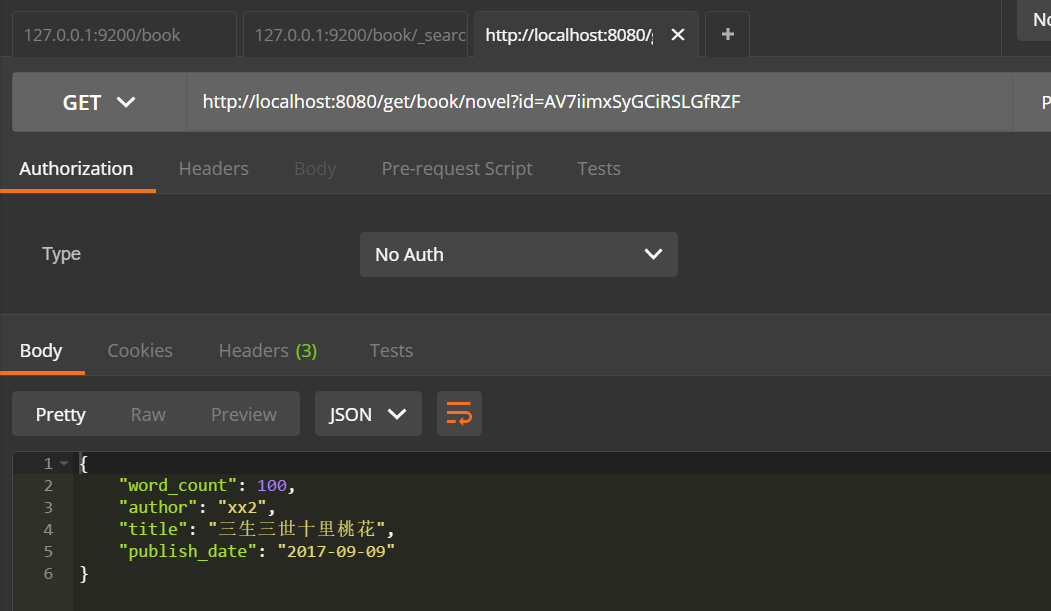 127.0.0.1:9200/book
127.0.0.1:9200/book/_searc
http://localhost:8080/
No
GET
http://localhost:8080/get/book/novel?id=AV7iimxSyGCiRSLGfRZF
P
Authorization
Headers
Body
Pre-request Script
Tests
Type
No Auth
Body
Cookies
Headers (3)
Tests
Pretty
Raw
Preview
JSON
1 {
2 "word_count": 100,
3 "author": "xx2",
4 "title": "三生三世十里桃花",
5 "publish_date": "2017-09-09"
6 }